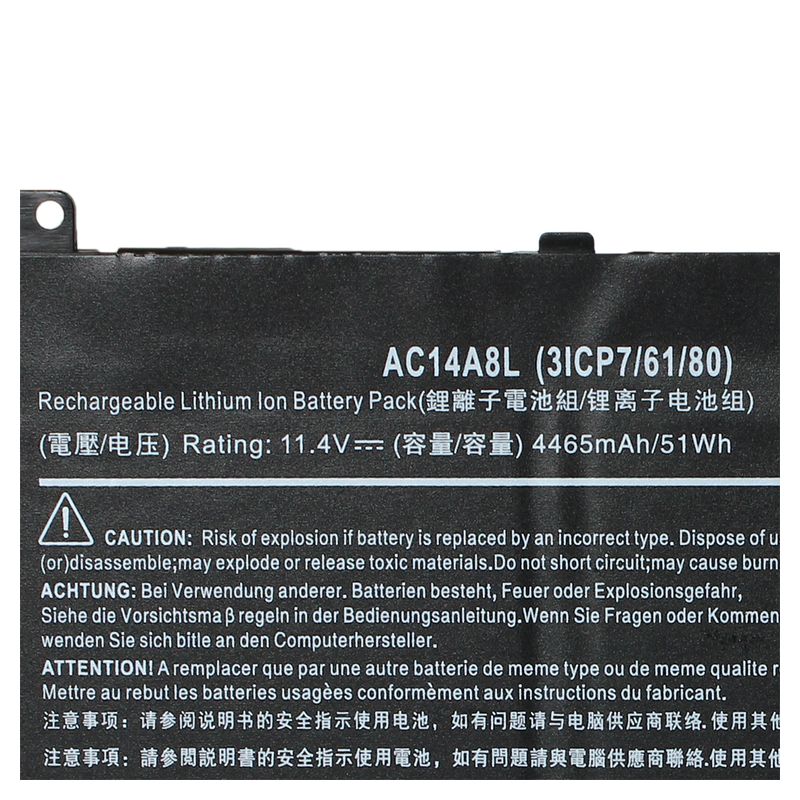 AC14A8L (3ICP7/61/80)
Rechargeable Lithium Ion Battery Pack(鋰離子電池組/锂离子电池组)
(電壓/电压) Rating: 11.4V⎓ (容量/容量) 4465mAh/51Wh
CAUTION: Risk of explosion if battery is replaced by an incorrect type. Dispose of u
(or)disassemble;may explode or release toxic materials.Do not short circuit;may cause burn
ACHTUNG: Bei Verwendung anderer. Batterien besteht, Feuer oder Explosionsgefahr,
Siehe die Vorsichtsma β regeln in der Bedienungsanleitung.Wenn Sie Fragen oder Kommen
wenden Sie sich bitle an den Computerhersteller.
ATTENTION! A remplacer que par une autre batterie de meme type ou de meme qualite r
Mettre au rebut les batteries usagées conformèment aux instructions du fabricant.
注意事项: 请参阅说明书的安全指示使用电池, 如有问题请与电脑供应商联络. 使用其他
注意事項: 請參閱說明書的安全指示使用電池, 如有問題請與電腦供應商聯絡. 使用其他